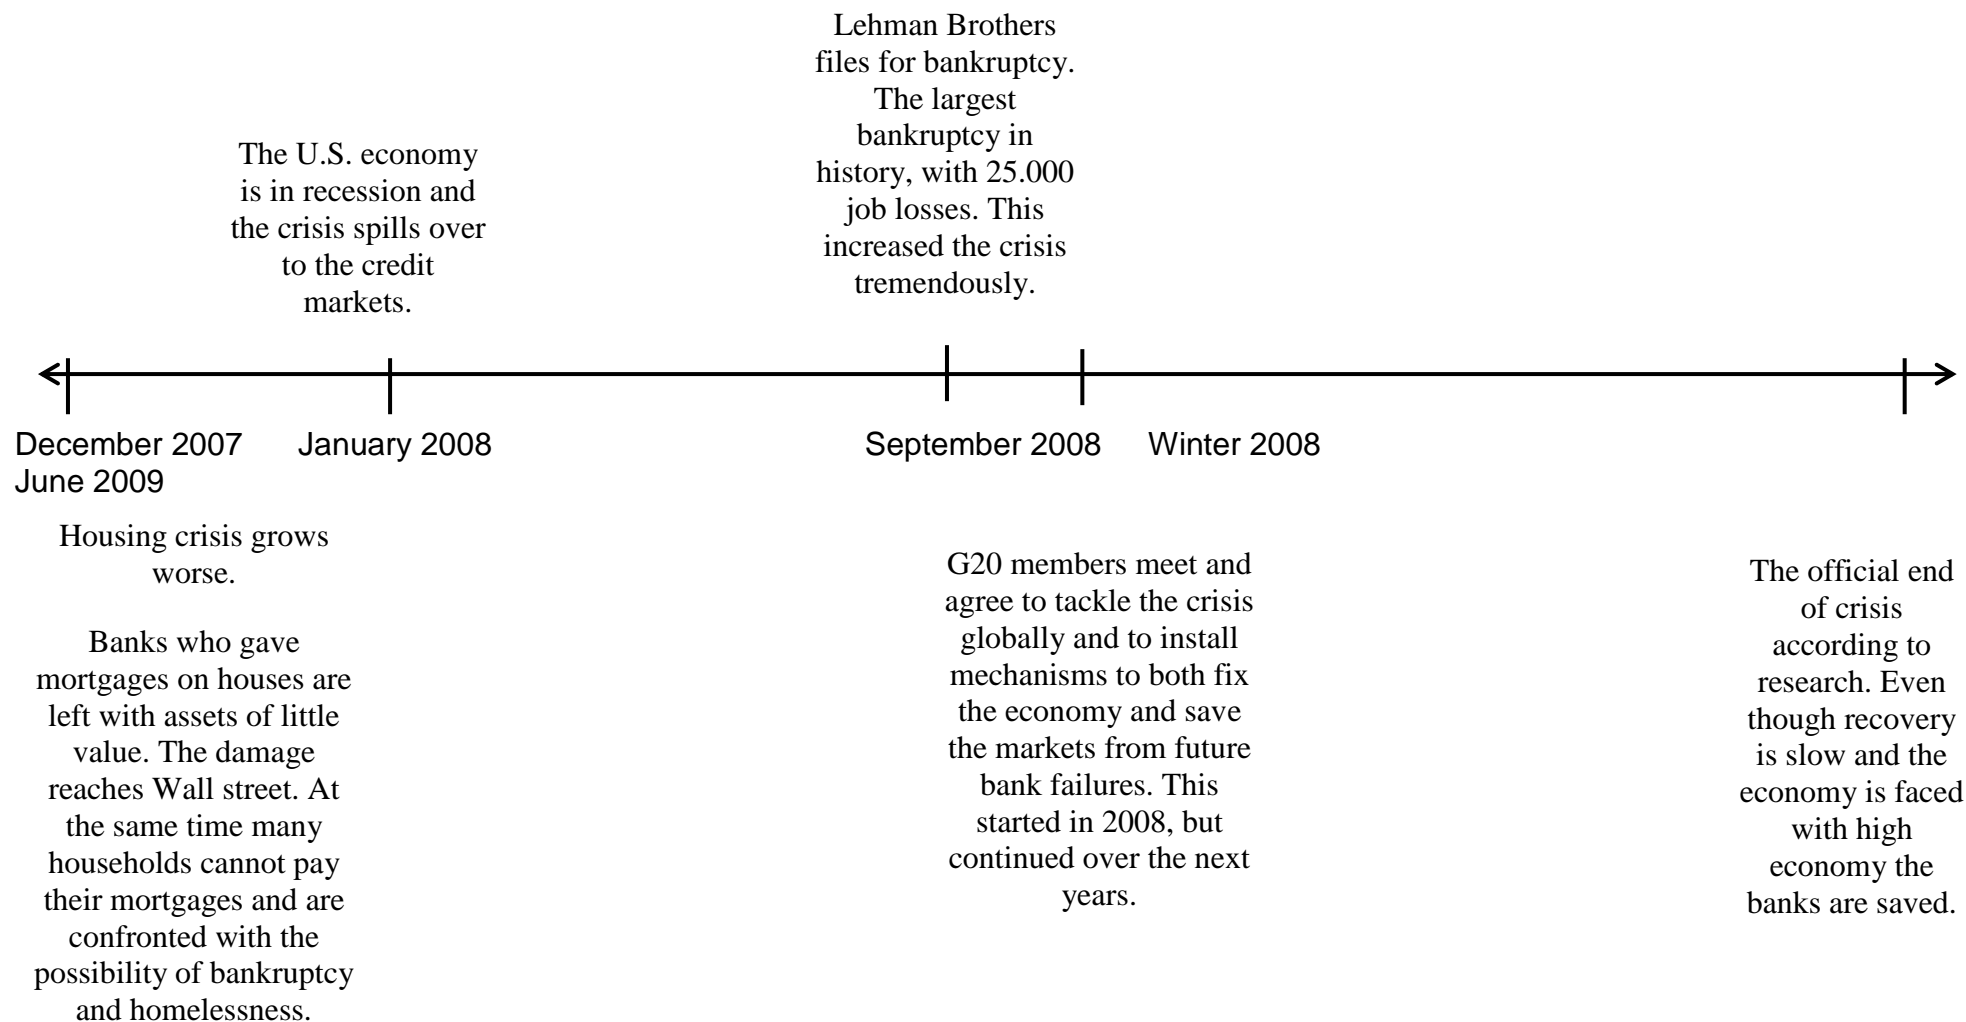 Lehman Brothers
files for bankruptcy.
The largest
bankruptcy in
history, with 25.000
job losses. This
increased the crisis
tremendously.
The U.S. economy
is in recession and
the crisis spills over
to the credit
markets.
December 2007 January 2008 September 2008 Winter 2008
June 2009
Housing crisis grows
worse.
Banks who gave
mortgages on houses are
left with assets of little
value. The damage
reaches Wall street. At
the same time many
households cannot pay
their mortgages and are
confronted with the
possibility of bankruptcy
and homelessness.
G20 members meet and
agree to tackle the crisis
globally and to install
mechanisms to both fix
the economy and save
the markets from future
bank failures. This
started in 2008, but
continued over the next
years.
The official end
of crisis
according to
research. Even
though recovery
is slow and the
economy is faced
with high
economy the
banks are saved.